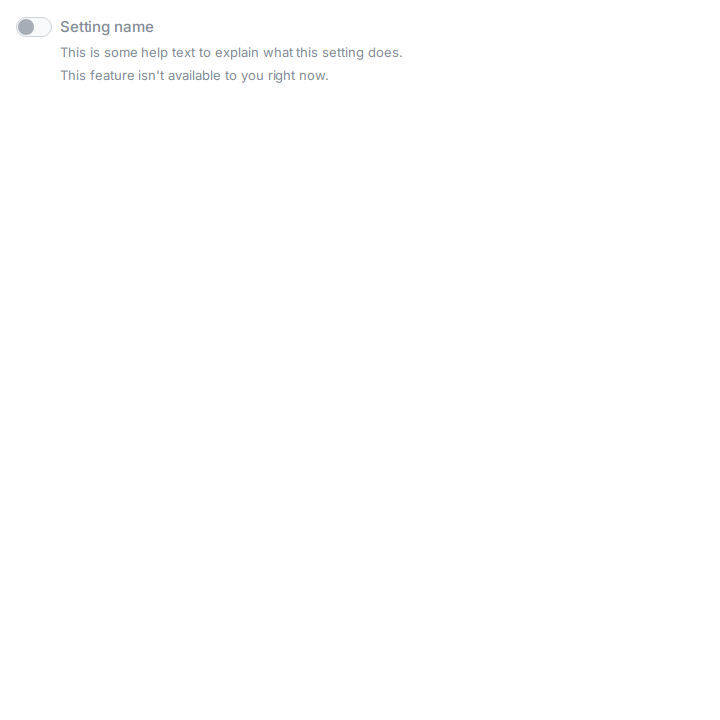 Setting name
This is some help text to explain what this setting does.
This feature isn't available to you right now.